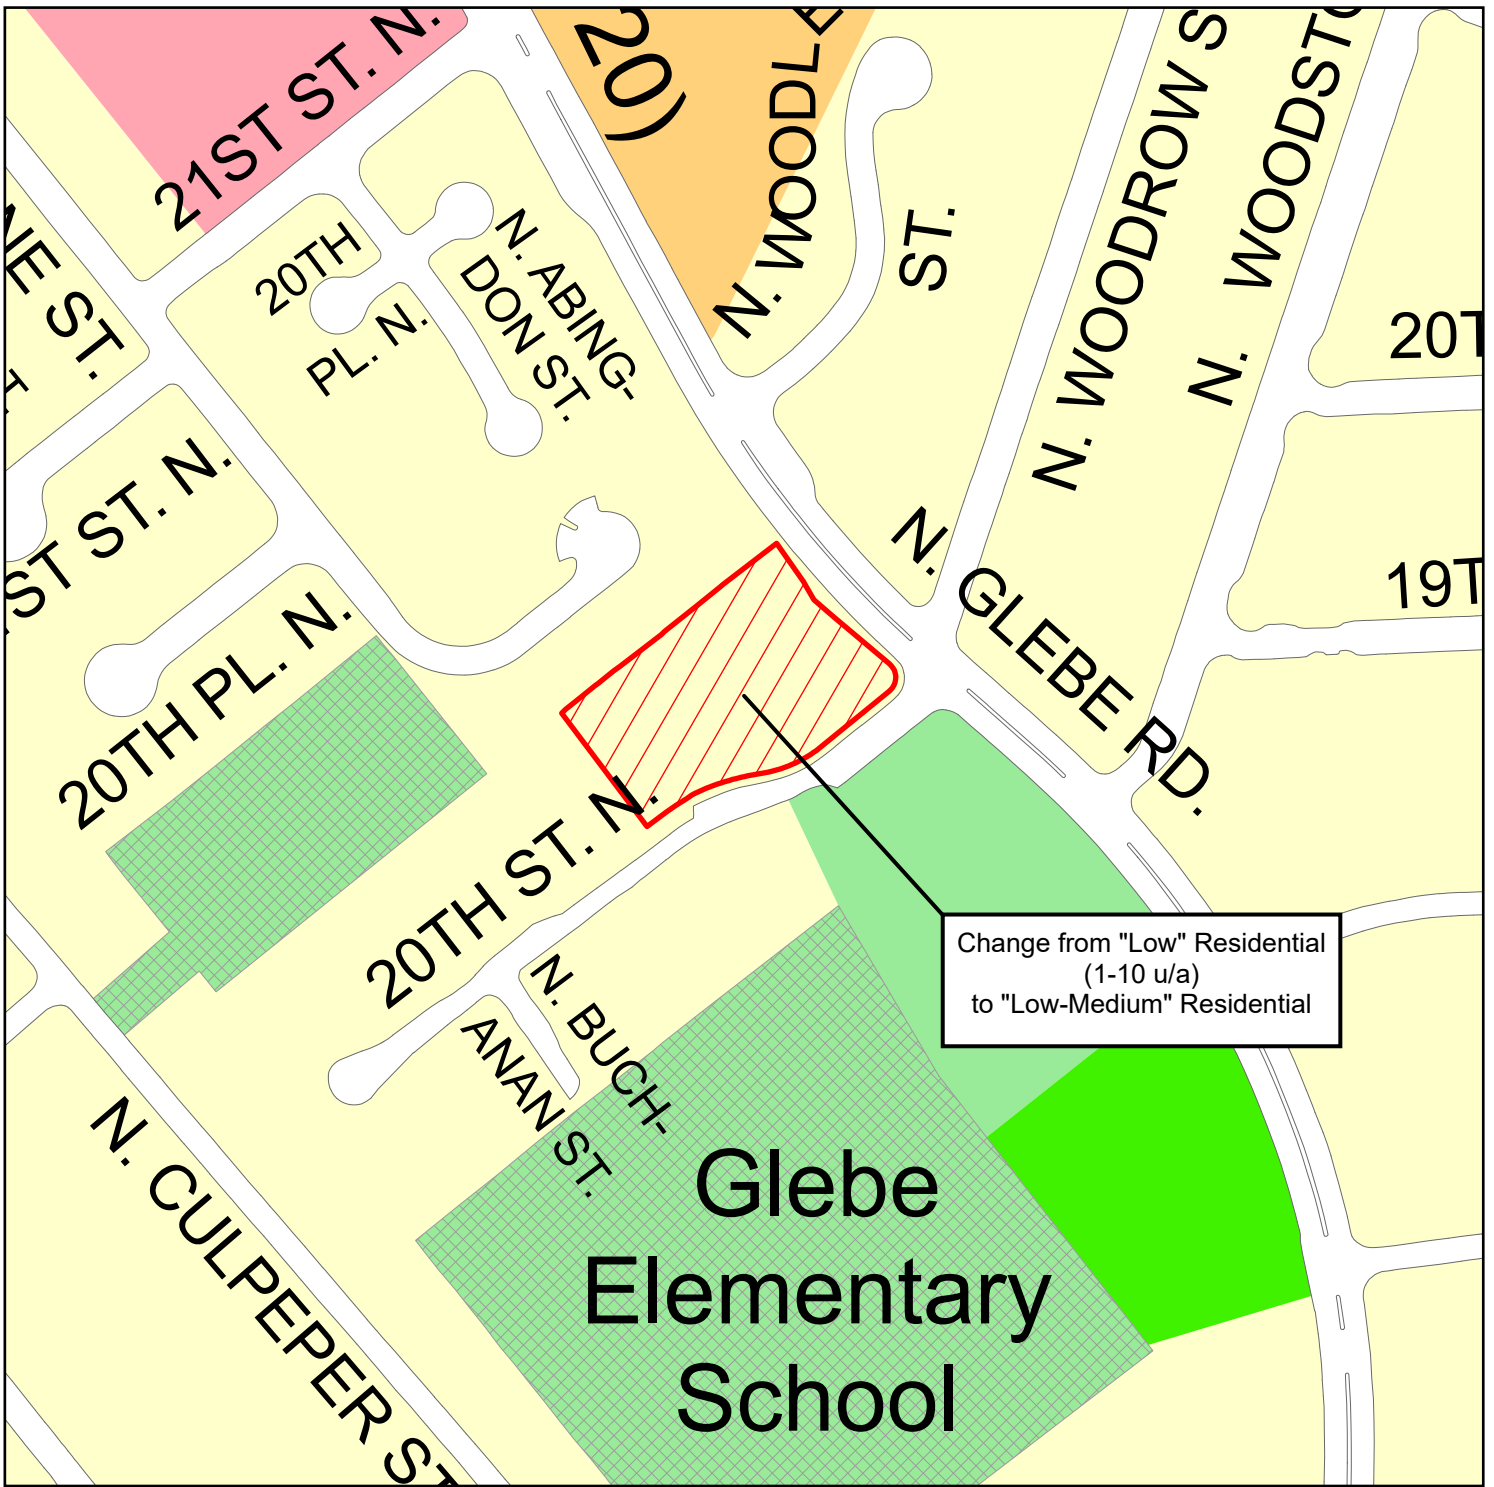 21ST ST. N.
20)
N. WOODLE
ST.
N. WOODROW S
N. WOODSTO
20TH
PL. N.
N. ABING-
DON ST.
NE ST.
20T
ST ST. N.
N. GLEBE RD.
19T
20TH PL. N.
20TH ST. N.
Change from "Low" Residential
(1-10 u/a)
to "Low-Medium" Residential
N. BUCH-
ANAN ST.
N. CULPEPER ST
Glebe
Elementary
School